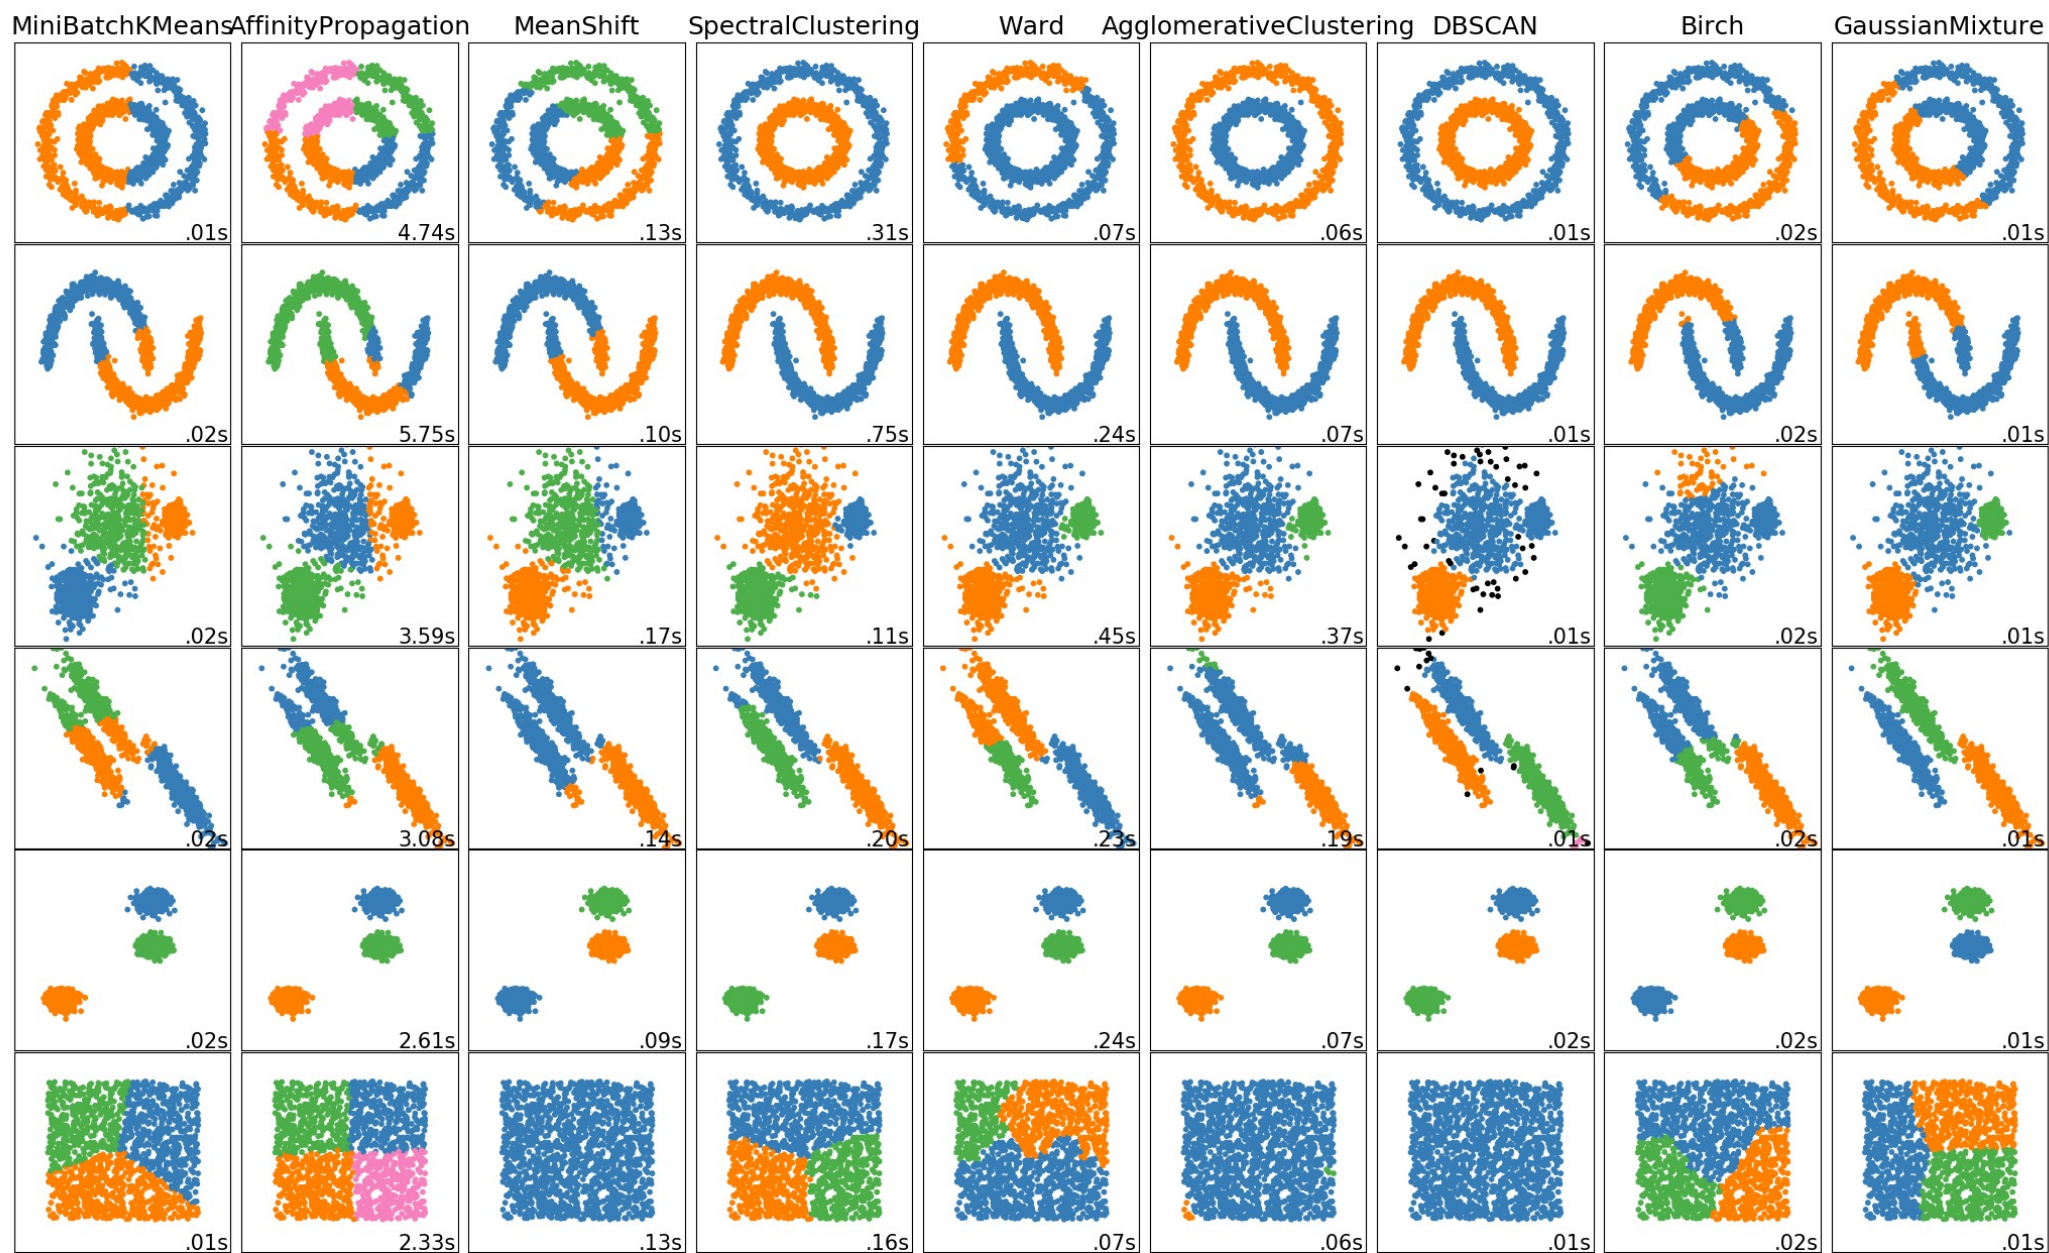 MiniBatchKMeans AffinityPropagation MeanShift SpectralClustering Ward AgglomerativeClustering DBSCAN Birch GaussianMixture
.01s 4.74s .13s .31s .07s .06s .01s .02s .01s
.02s 5.75s .10s .75s .24s .07s .01s .02s .01s
.02s 3.59s .17s .11s .45s .37s .01s .02s .01s
.02s 3.08s .14s .20s .23s .19s .01s .02s .01s
.02s 2.61s .09s .17s .24s .07s .02s .02s .01s
.01s 2.33s .13s .16s .07s .06s .01s .02s .01s